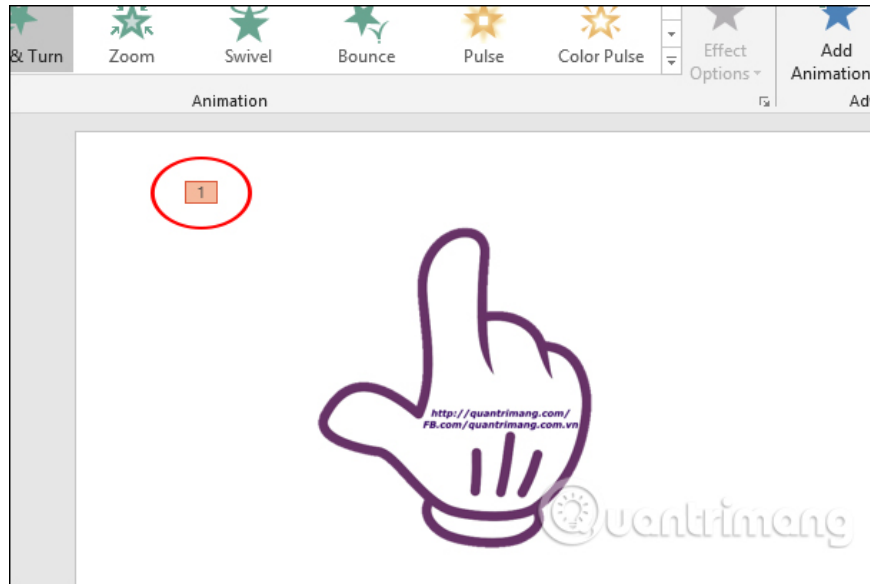 & Turn Zoom Swivel Bounce Pulse Color Pulse Effect Options Add Animation
Animation
1
http://quantrimang.com/
FB.com/quantrimang.com.vn
Quantrimang